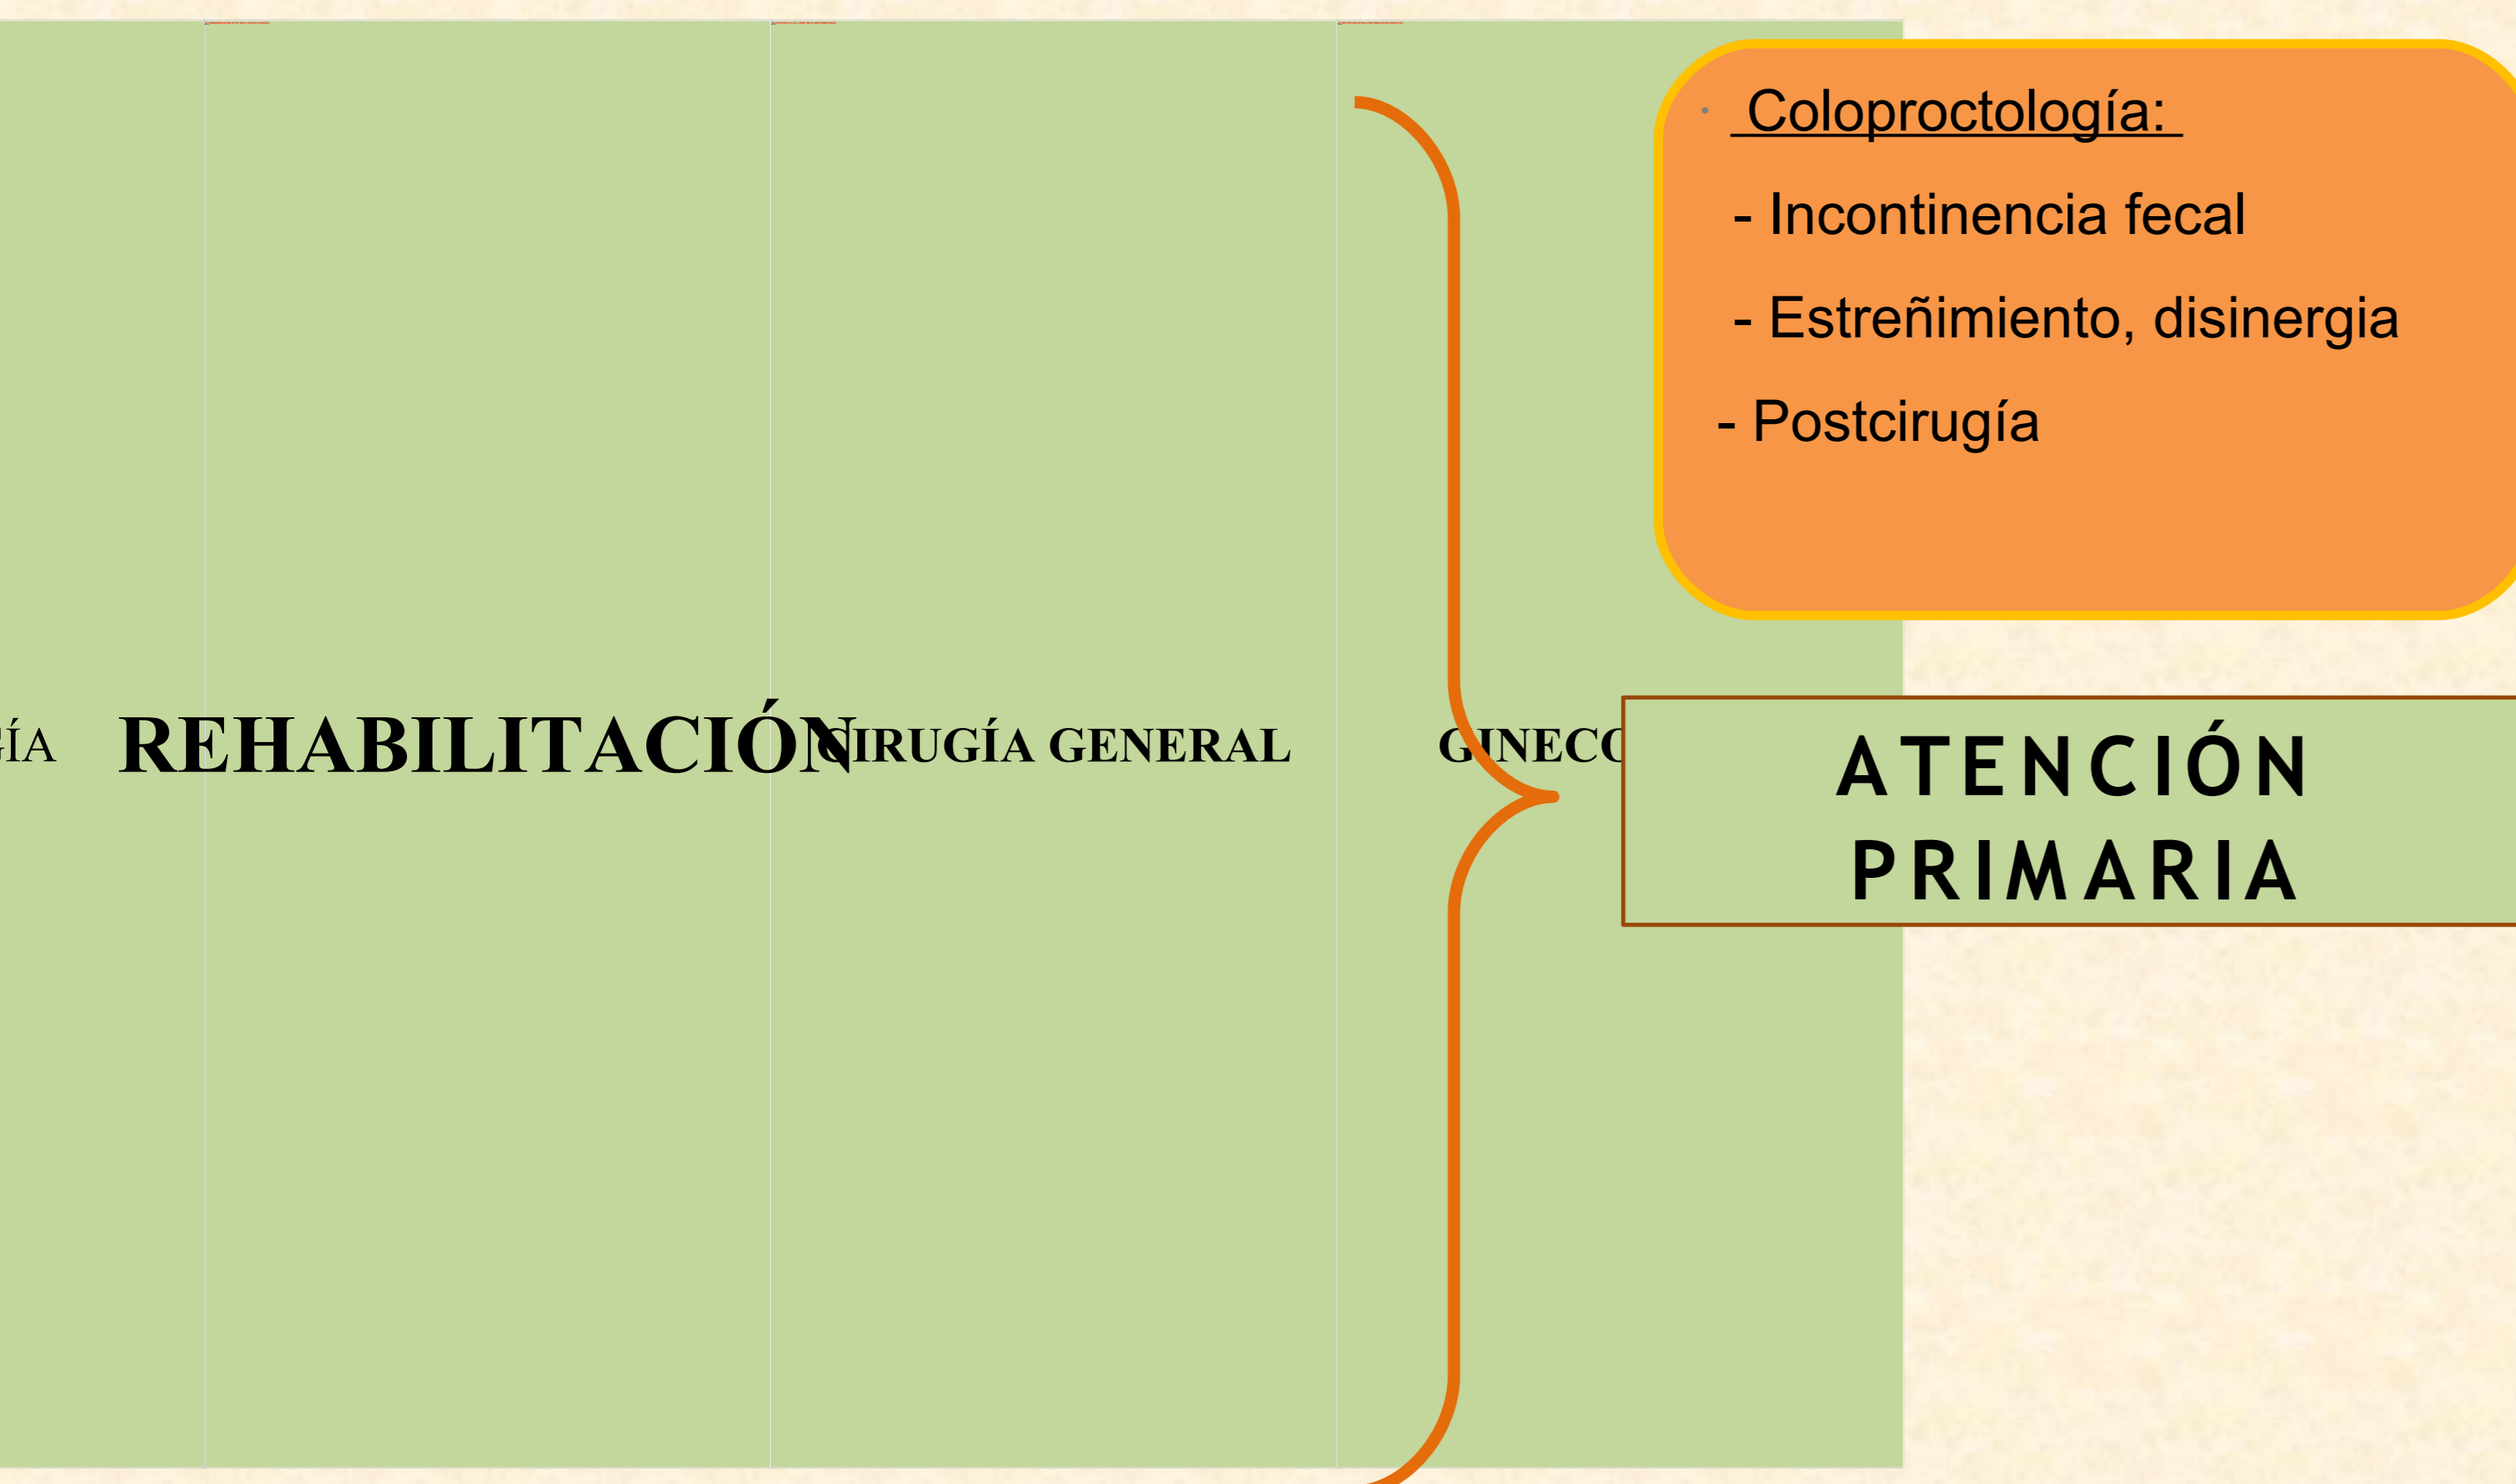 Coloproctología:
- Incontinencia fecal
- Estreñimiento, disinergia
- Postcirugía
ÍA REHABILITACIÓN CIRUGÍA GENERAL GINECO
ATENCIÓN
PRIMARIA